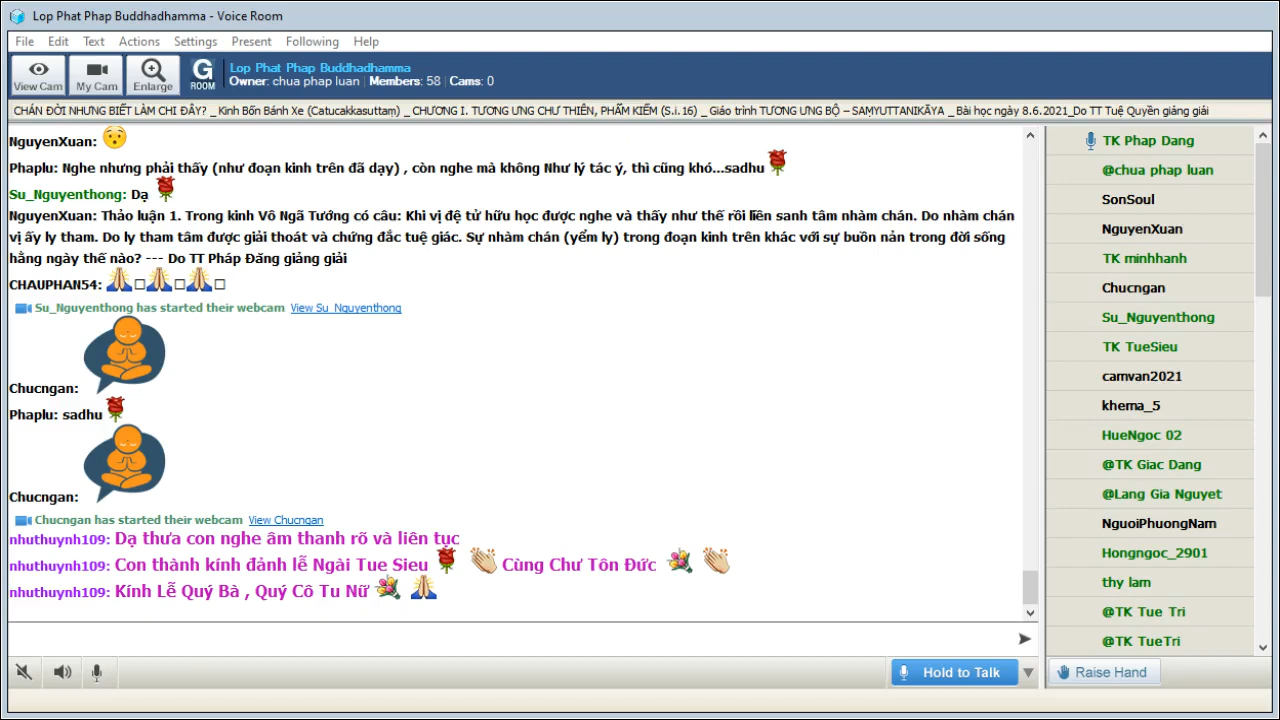 Lop Phat Phap Buddhadhamma - Voice Room
File Edit Text Actions Settings Present Following Help
View Cam My Cam Enlarge G ROOM
Lop Phat Phap Buddhadhamma
Owner: chua phap luan Members: 58 Cams: 0
CHÁN ĐỜI NHƯNG BIẾT LÀM CHI ĐÂY? _ Kinh Bốn Bánh Xe (Catucakkasuttaṃ) _ CHƯƠNG I. TƯƠNG ƯNG CHƯ THIÊN, PHẨM KIẾM (S.i.16) _ Giáo trình TƯƠNG ƯNG BỘ – SAṂYUTTANIKĀYA _ Bài học ngày 8.6.2021_Do TT Tuệ Quyền giảng giải
NguyenXuan:
Phaplu: Nghe nhưng phải thấy (như đoạn kinh trên đã dạy) , còn nghe mà không Như lý tác ý, thì cũng khó...sadhu
Su_Nguyenthong: Dạ
NguyenXuan: Thảo luận 1. Trong kinh Vô Ngã Tướng có câu: Khi vị đệ tử hữu học được nghe và thấy như thế rồi liền sanh tâm nhàm chán. Do nhàm chán
vị ấy ly tham. Do ly tham tâm được giải thoát và chứng đắc tuệ giác. Sự nhàm chán (yểm ly) trong đoạn kinh trên khác với sự buồn nản trong đời sống
hằng ngày thế nào? --- Do TT Pháp Đăng giảng giải
CHAUPHAN54:
Su_Nguyenthong has started their webcam View Su_Nguyenthong
Chucngan:
Phaplu: sadhu
Chucngan:
Chucngan has started their webcam View Chucngan
nhuthuynh109: Dạ thưa con nghe âm thanh rõ và liên tục
nhuthuynh109: Con thành kính đảnh lễ Ngài Tue Sieu Cùng Chư Tôn Đức
nhuthuynh109: Kính Lễ Quý Bà , Quý Cô Tu Nữ
Hold to Talk
TK Phap Dang
@chua phap luan
SonSoul
NguyenXuan
TK minhhanh
Chucngan
Su_Nguyenthong
TK TueSieu
camvan2021
khema_5
HueNgoc 02
@TK Giac Dang
@Lang Gia Nguyet
NguoiPhuongNam
Hongngoc_2901
thy lam
@TK Tue Tri
@TK TueTri
Raise Hand